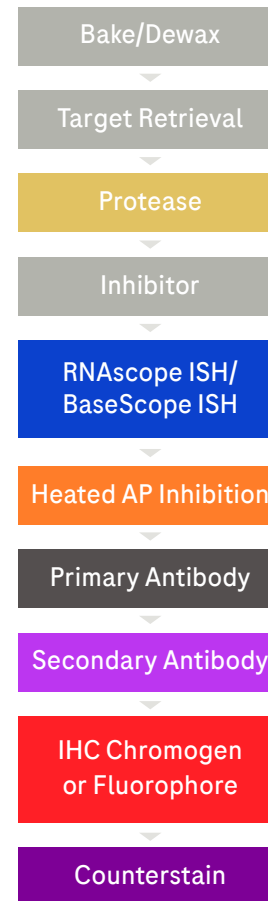 Bake/Dewax
Target Retrieval
Protease
Inhibitor
RNAscope ISH/
BaseScope ISH
Heated AP Inhibition
Primary Antibody
Secondary Antibody
IHC Chromogen
or Fluorophore
Counterstain